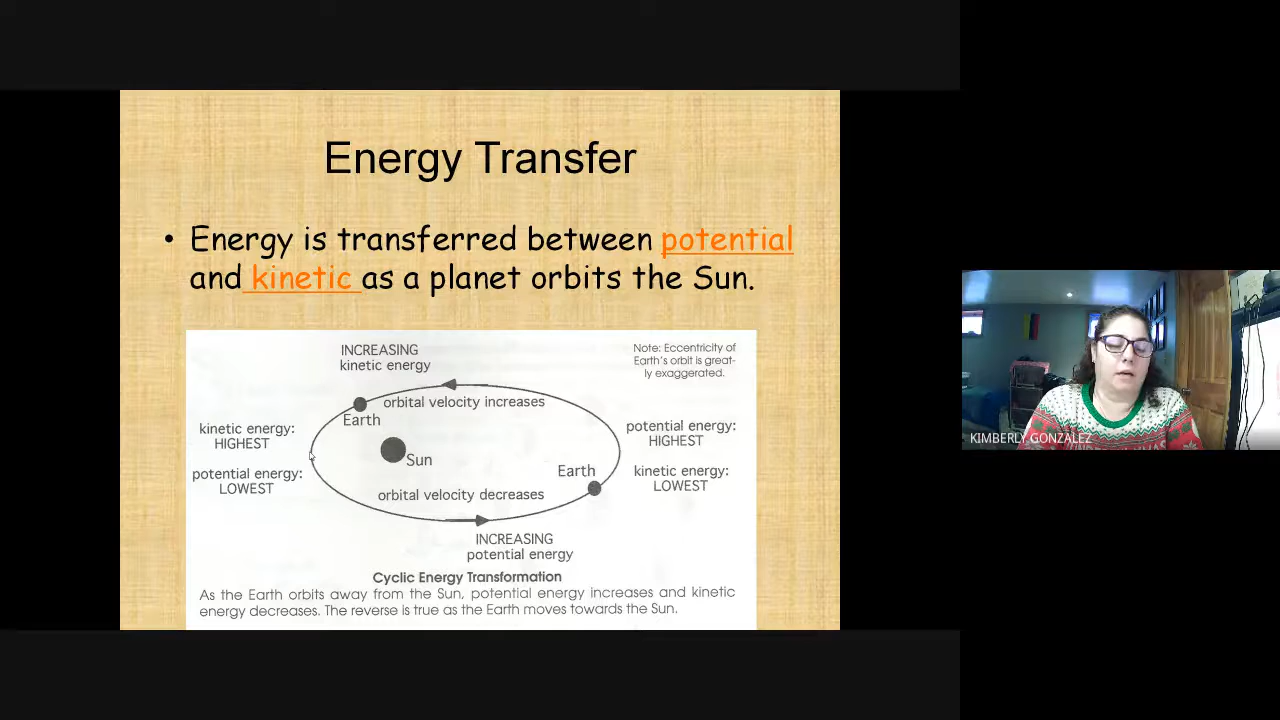 Energy Transfer
• Energy is transferred between potential
and kinetic as a planet orbits the Sun.
INCREASING
kinetic energy
Note: Eccentricity of
Earth's orbit is great-
ly exaggerated.
orbital velocity increases
Earth
kinetic energy:
HIGHEST
potential energy:
LOWEST
Sun
potential energy:
HIGHEST
kinetic energy:
LOWEST
Earth
orbital velocity decreases
INCREASING
potential energy
Cyclic Energy Transformation
As the Earth orbits away from the Sun, potential energy increases and kinetic
energy decreases. The reverse is true as the Earth moves towards the Sun.
KIMBERLY GONZALEZ